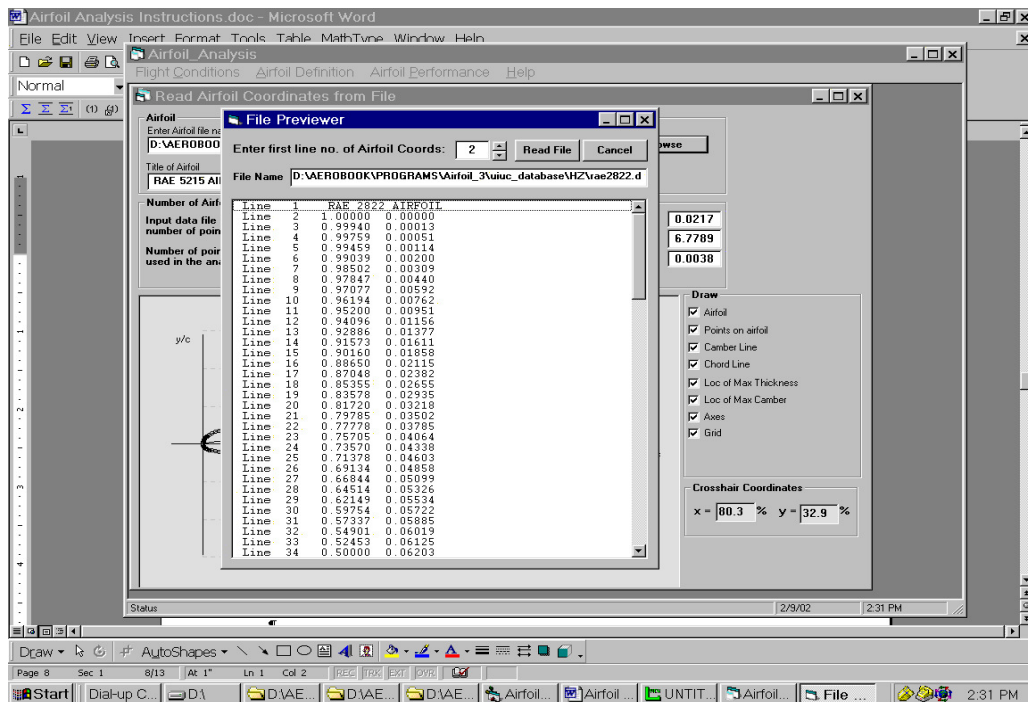 Airfoil Analysis Instructions.doc - Microsoft Word
File Edit View Insert Format Tools Table MathType Window Help
Airfoil_Analysis
Flight Conditions Airfoil Definition Airfoil Performance Help
Normal
Read Airfoil Coordinates from File
(1)
Airfoil
Enter Airfoil file na
D:\AEROBOO
wse
Title of Airfoil
RAE 5215 AI
Number of Airf
Input data file
number of poin
Number of poir
used in the ana
0.0217
6.7789
0.0038
File Previewer
Enter first line no. of Airfoil Coords: 2 Read File Cancel
File Name D:\AEROBOOK\PROGRAMS\Airfoil_3\uiuc_database\HZ\rae2822.d
Line 1 RAE 2822 AIRFOIL
Line 2 1.00000 0.00000
Line 3 0.99940 0.00013
Line 4 0.99759 0.00051
Line 5 0.99459 0.00114
Line 6 0.99039 0.00200
Line 7 0.98502 0.00309
Line 8 0.97847 0.00440
Line 9 0.97077 0.00592
Line 10 0.96194 0.00762
Line 11 0.95200 0.00951
Line 12 0.94096 0.01156
Line 13 0.92886 0.01377
Line 14 0.91573 0.01611
Line 15 0.90160 0.01858
Line 16 0.88650 0.02115
Line 17 0.87048 0.02382
Line 18 0.85355 0.02655
Line 19 0.83578 0.02935
Line 20 0.81720 0.03218
Line 21 0.79785 0.03502
Line 22 0.77778 0.03785
Line 23 0.75705 0.04064
Line 24 0.73570 0.04338
Line 25 0.71378 0.04603
Line 26 0.69134 0.04858
Line 27 0.66844 0.05099
Line 28 0.64514 0.05326
Line 29 0.62149 0.05534
Line 30 0.59754 0.05722
Line 31 0.57337 0.05885
Line 32 0.54901 0.06019
Line 33 0.52453 0.06125
Line 34 0.50000 0.06203
y/c
Draw
Airfoil
Points on airfoil
Camber Line
Chord Line
Loc of Max Thickness
Loc of Max Camber
Axes
Grid
Crosshair Coordinates
x = 80.3 % y = 32.9 %
Status 2/9/02 2:31 PM
Draw AutoShapes
Page 8 Sec 1 8/13 At 1" Ln 1 Col 2 REC TRK EXT OVR
Start Dial-up C... D:\ D:\AE... D:\AE... D:\AE... Airfoil... Airfoil ... UNTIT... Airfoil... File ... 2:31 PM